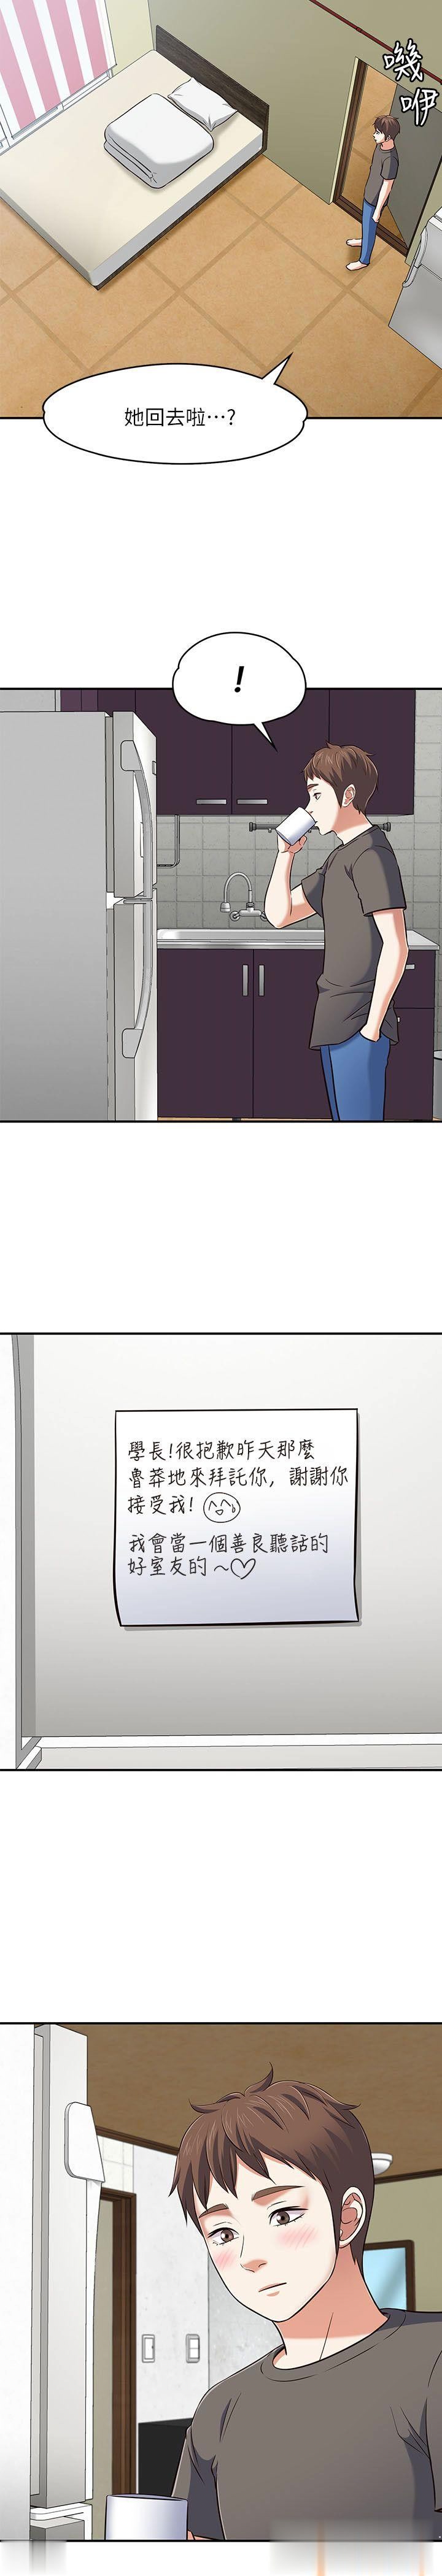 嘰
咿
她回去啦…?
!
學長!很抱歉昨天那麼
魯莽地來拜託你, 謝謝你
接受我!
我會當一個善良聽話的
好室友的~♡